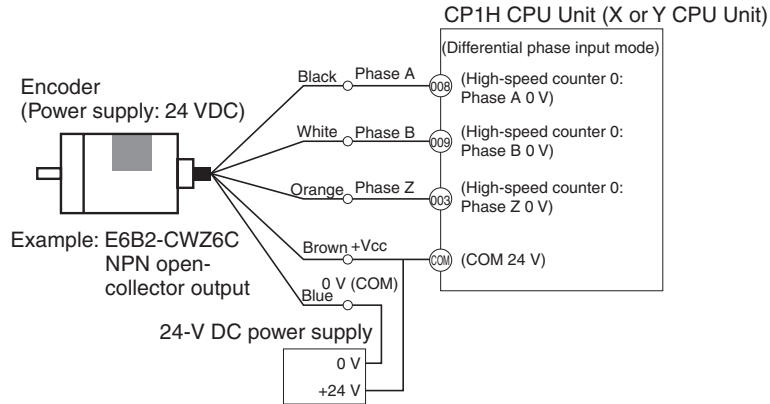 CP1H CPU Unit (X or Y CPU Unit)
(Differential phase input mode)
Encoder
(Power supply: 24 VDC)
Black Phase A 008 (High-speed counter 0:
Phase A 0 V)
White Phase B 009 (High-speed counter 0:
Phase B 0 V)
Orange Phase Z 003 (High-speed counter 0:
Phase Z 0 V)
Example: E6B2-CWZ6C
NPN open-
collector output
Brown +Vcc COM (COM 24 V)
0 V (COM)
Blue
24-V DC power supply
0 V
+24 V